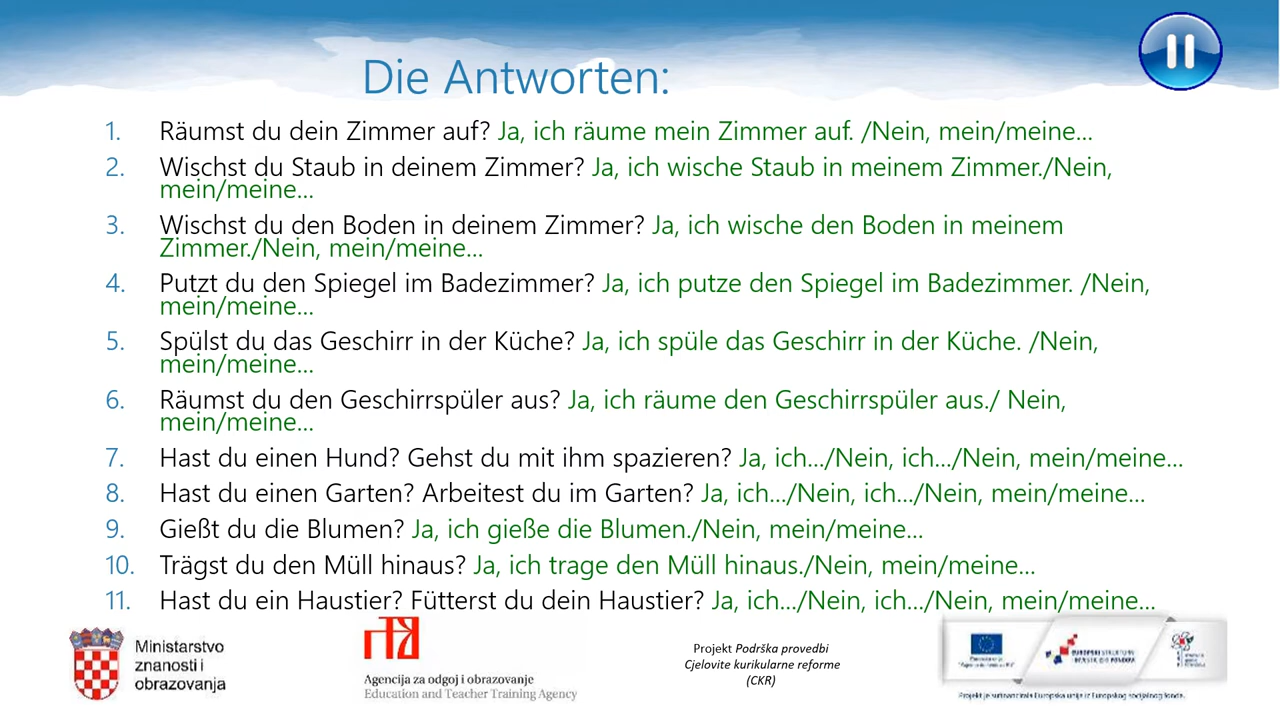 Die Antworten:
1. Räumst du dein Zimmer auf? Ja, ich räume mein Zimmer auf. /Nein, mein/meine...
2. Wischst du Staub in deinem Zimmer? Ja, ich wische Staub in meinem Zimmer./Nein,
mein/meine...
3. Wischst du den Boden in deinem Zimmer? Ja, ich wische den Boden in meinem
Zimmer./Nein, mein/meine...
4. Putzt du den Spiegel im Badezimmer? Ja, ich putze den Spiegel im Badezimmer. /Nein,
mein/meine...
5. Spülst du das Geschirr in der Küche? Ja, ich spüle das Geschirr in der Küche. /Nein,
mein/meine...
6. Räumst du den Geschirrspüler aus? Ja, ich räume den Geschirrspüler aus./ Nein,
mein/meine...
7. Hast du einen Hund? Gehst du mit ihm spazieren? Ja, ich.../Nein, ich.../Nein, mein/meine...
8. Hast du einen Garten? Arbeitest du im Garten? Ja, ich.../Nein, ich.../Nein, mein/meine...
9. Gießt du die Blumen? Ja, ich gieße die Blumen./Nein, mein/meine...
10. Trägst du den Müll hinaus? Ja, ich trage den Müll hinaus./Nein, mein/meine...
11. Hast du ein Haustier? Fütterst du dein Haustier? Ja, ich.../Nein, ich.../Nein, mein/meine...
Ministarstvo
znanosti i
obrazovanja
Agencija za odgoj i obrazovanje
Education and Teacher Training Agency
Projekt Podrška provedbi
Cjelovite kurikularne reforme
(CKR)
Projekt je sufinancirala Europska unija iz Europskog socijalnog fonda.